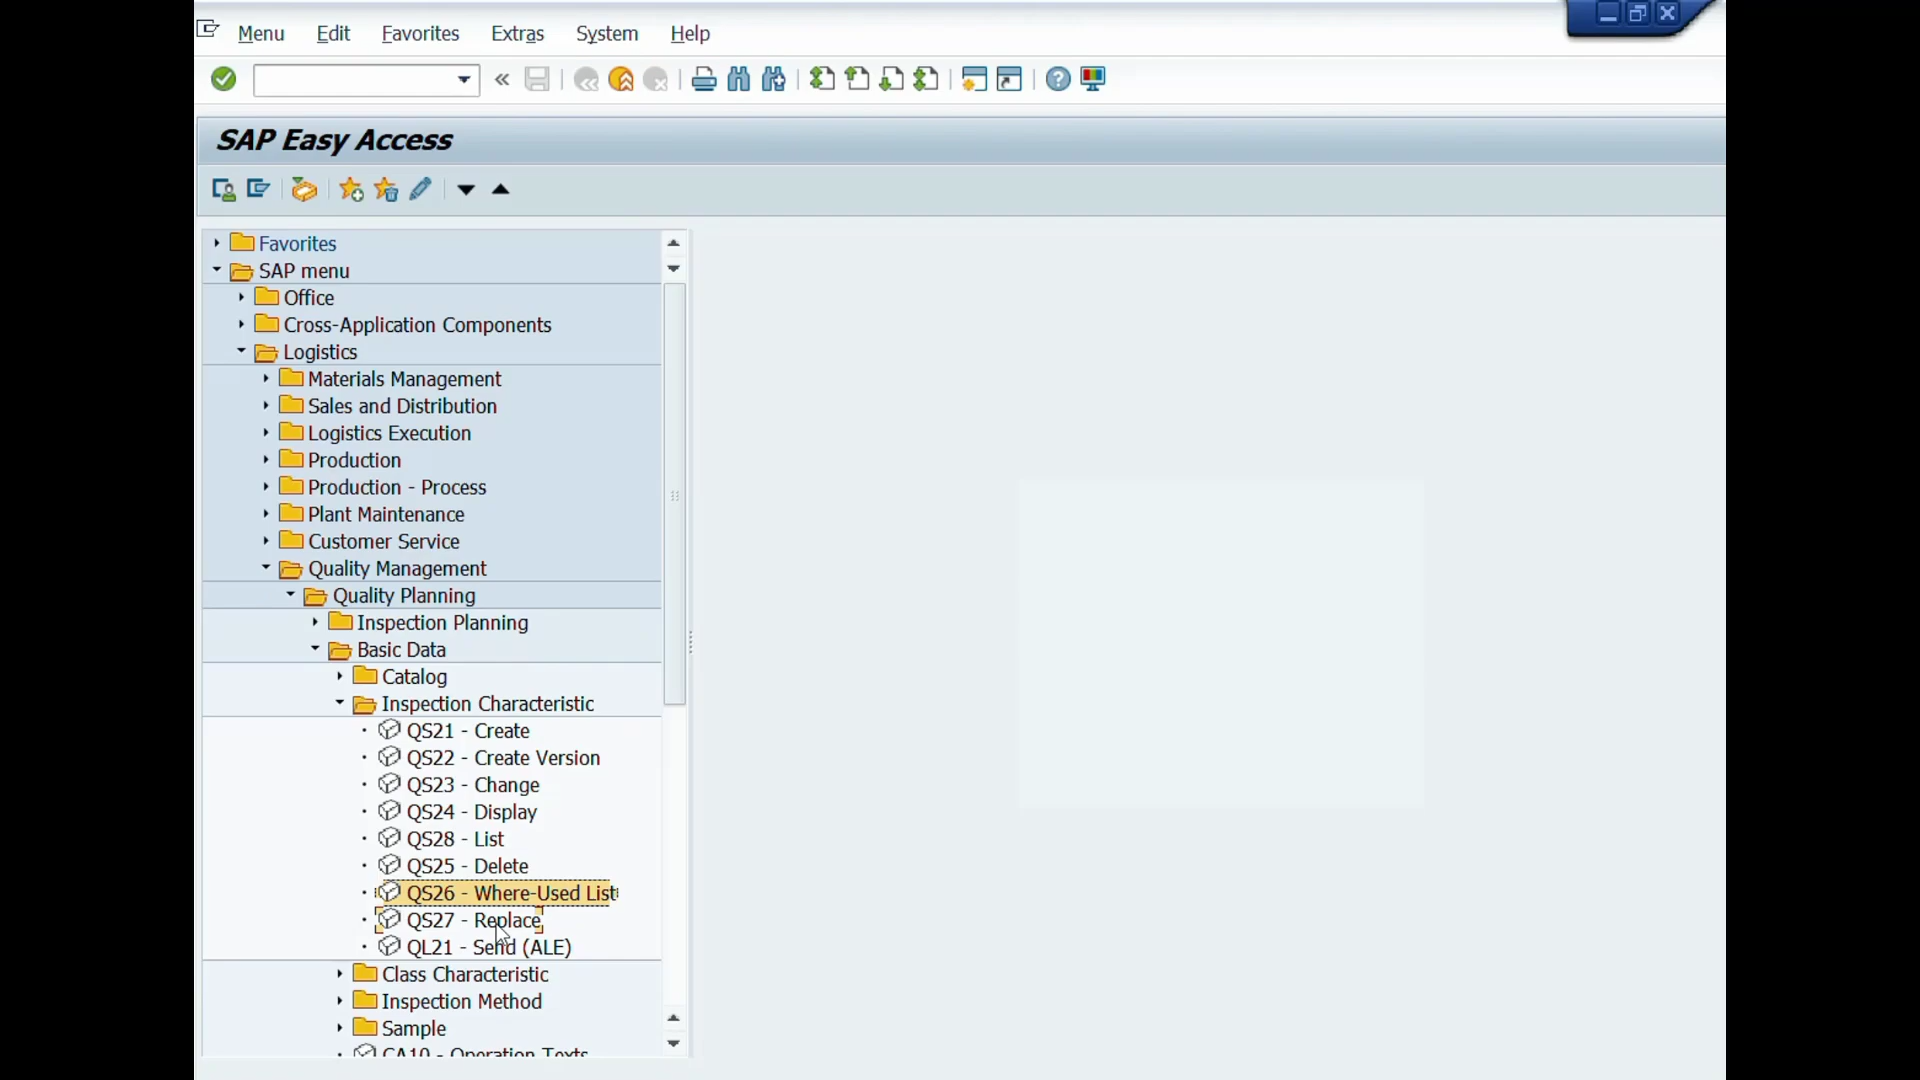 Menu Edit Favorites Extras System Help
SAP Easy Access
Favorites
SAP menu
Office
Cross-Application Components
Logistics
Materials Management
Sales and Distribution
Logistics Execution
Production
Production - Process
Plant Maintenance
Customer Service
Quality Management
Quality Planning
Inspection Planning
Basic Data
Catalog
Inspection Characteristic
QS21 - Create
QS22 - Create Version
QS23 - Change
QS24 - Display
QS28 - List
QS25 - Delete
QS26 - Where-Used List
QS27 - Replace
QL21 - Send (ALE)
Class Characteristic
Inspection Method
Sample
CA10 - Operation Texts